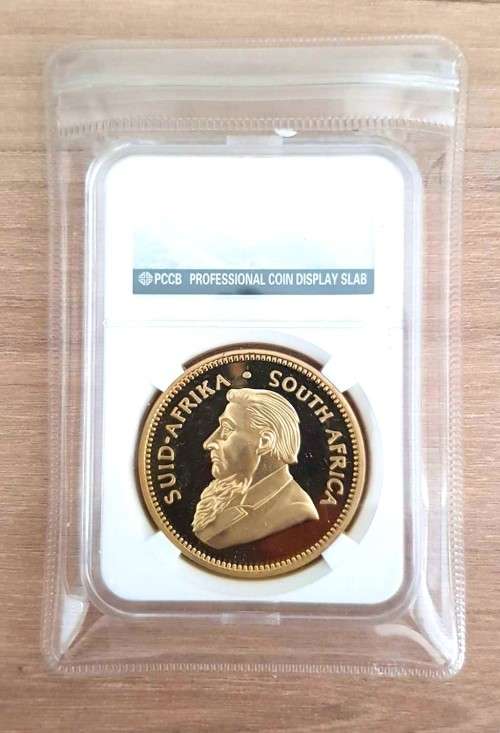 PCCB PROFESSIONAL COIN DISPLAY SLAB
SUID-AFRIKA • SOUTH AFRICA